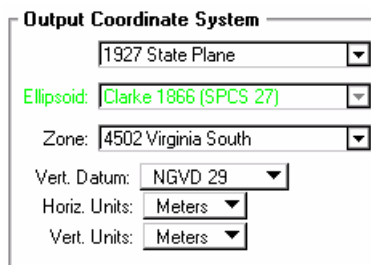 Output Coordinate System
1927 State Plane
Ellipsoid: Clarke 1866 (SPCS 27)
Zone: 4502 Virginia South
Vert. Datum: NGVD 29
Horiz. Units: Meters
Vert. Units: Meters